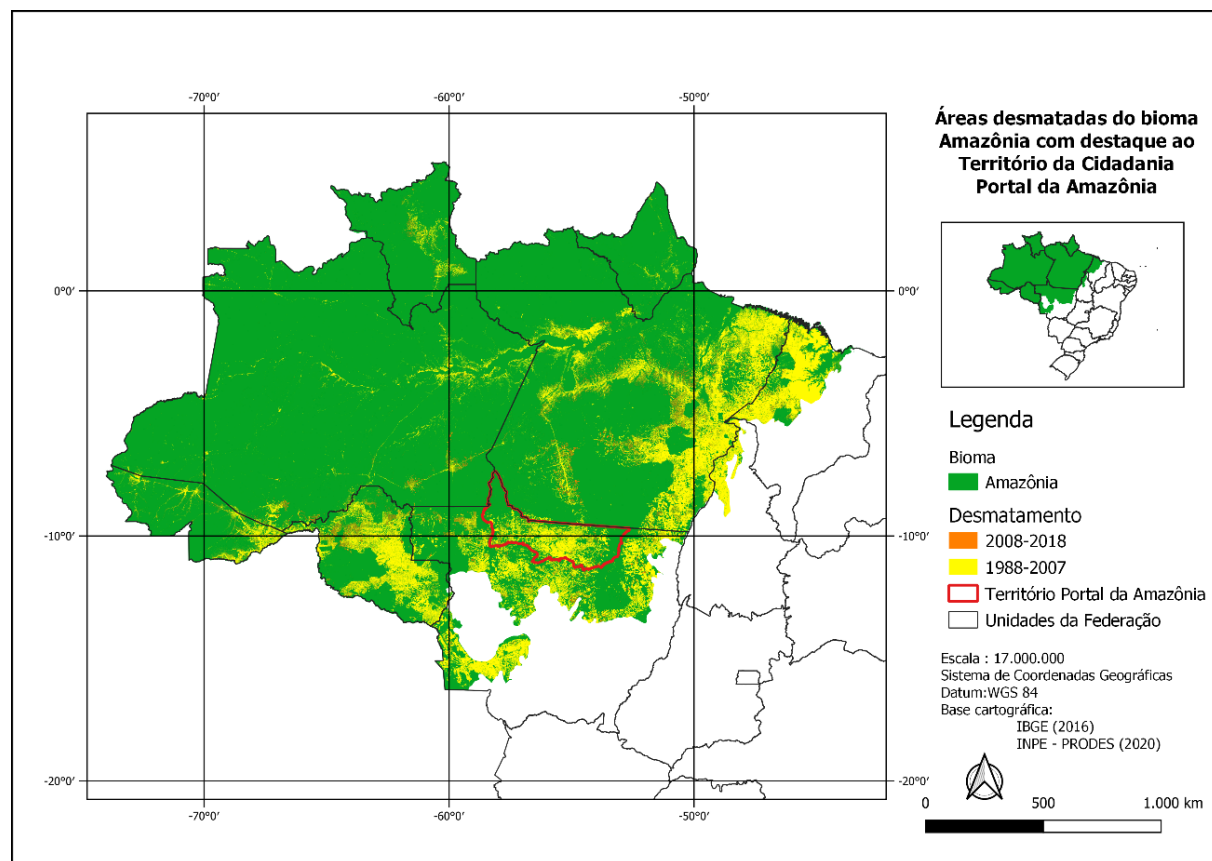 Áreas desmatadas do bioma
Amazônia com destaque ao
Território da Cidadania
Portal da Amazônia
-70°0′
-60°0′
-50°0′
0°0′
0°0′
-10°0′
-10°0′
-20°0′
-20°0′
-70°0′
-60°0′
-50°0′
Legenda
Bioma
Amazônia
Desmatamento
2008-2018
1988-2007
Território Portal da Amazônia
Unidades da Federação
Escala : 17.000.000
Sistema de Coordenadas Geográficas
Datum:WGS 84
Base cartográfica:
IBGE (2016)
INPE - PRODES (2020)
0 500 1.000 km